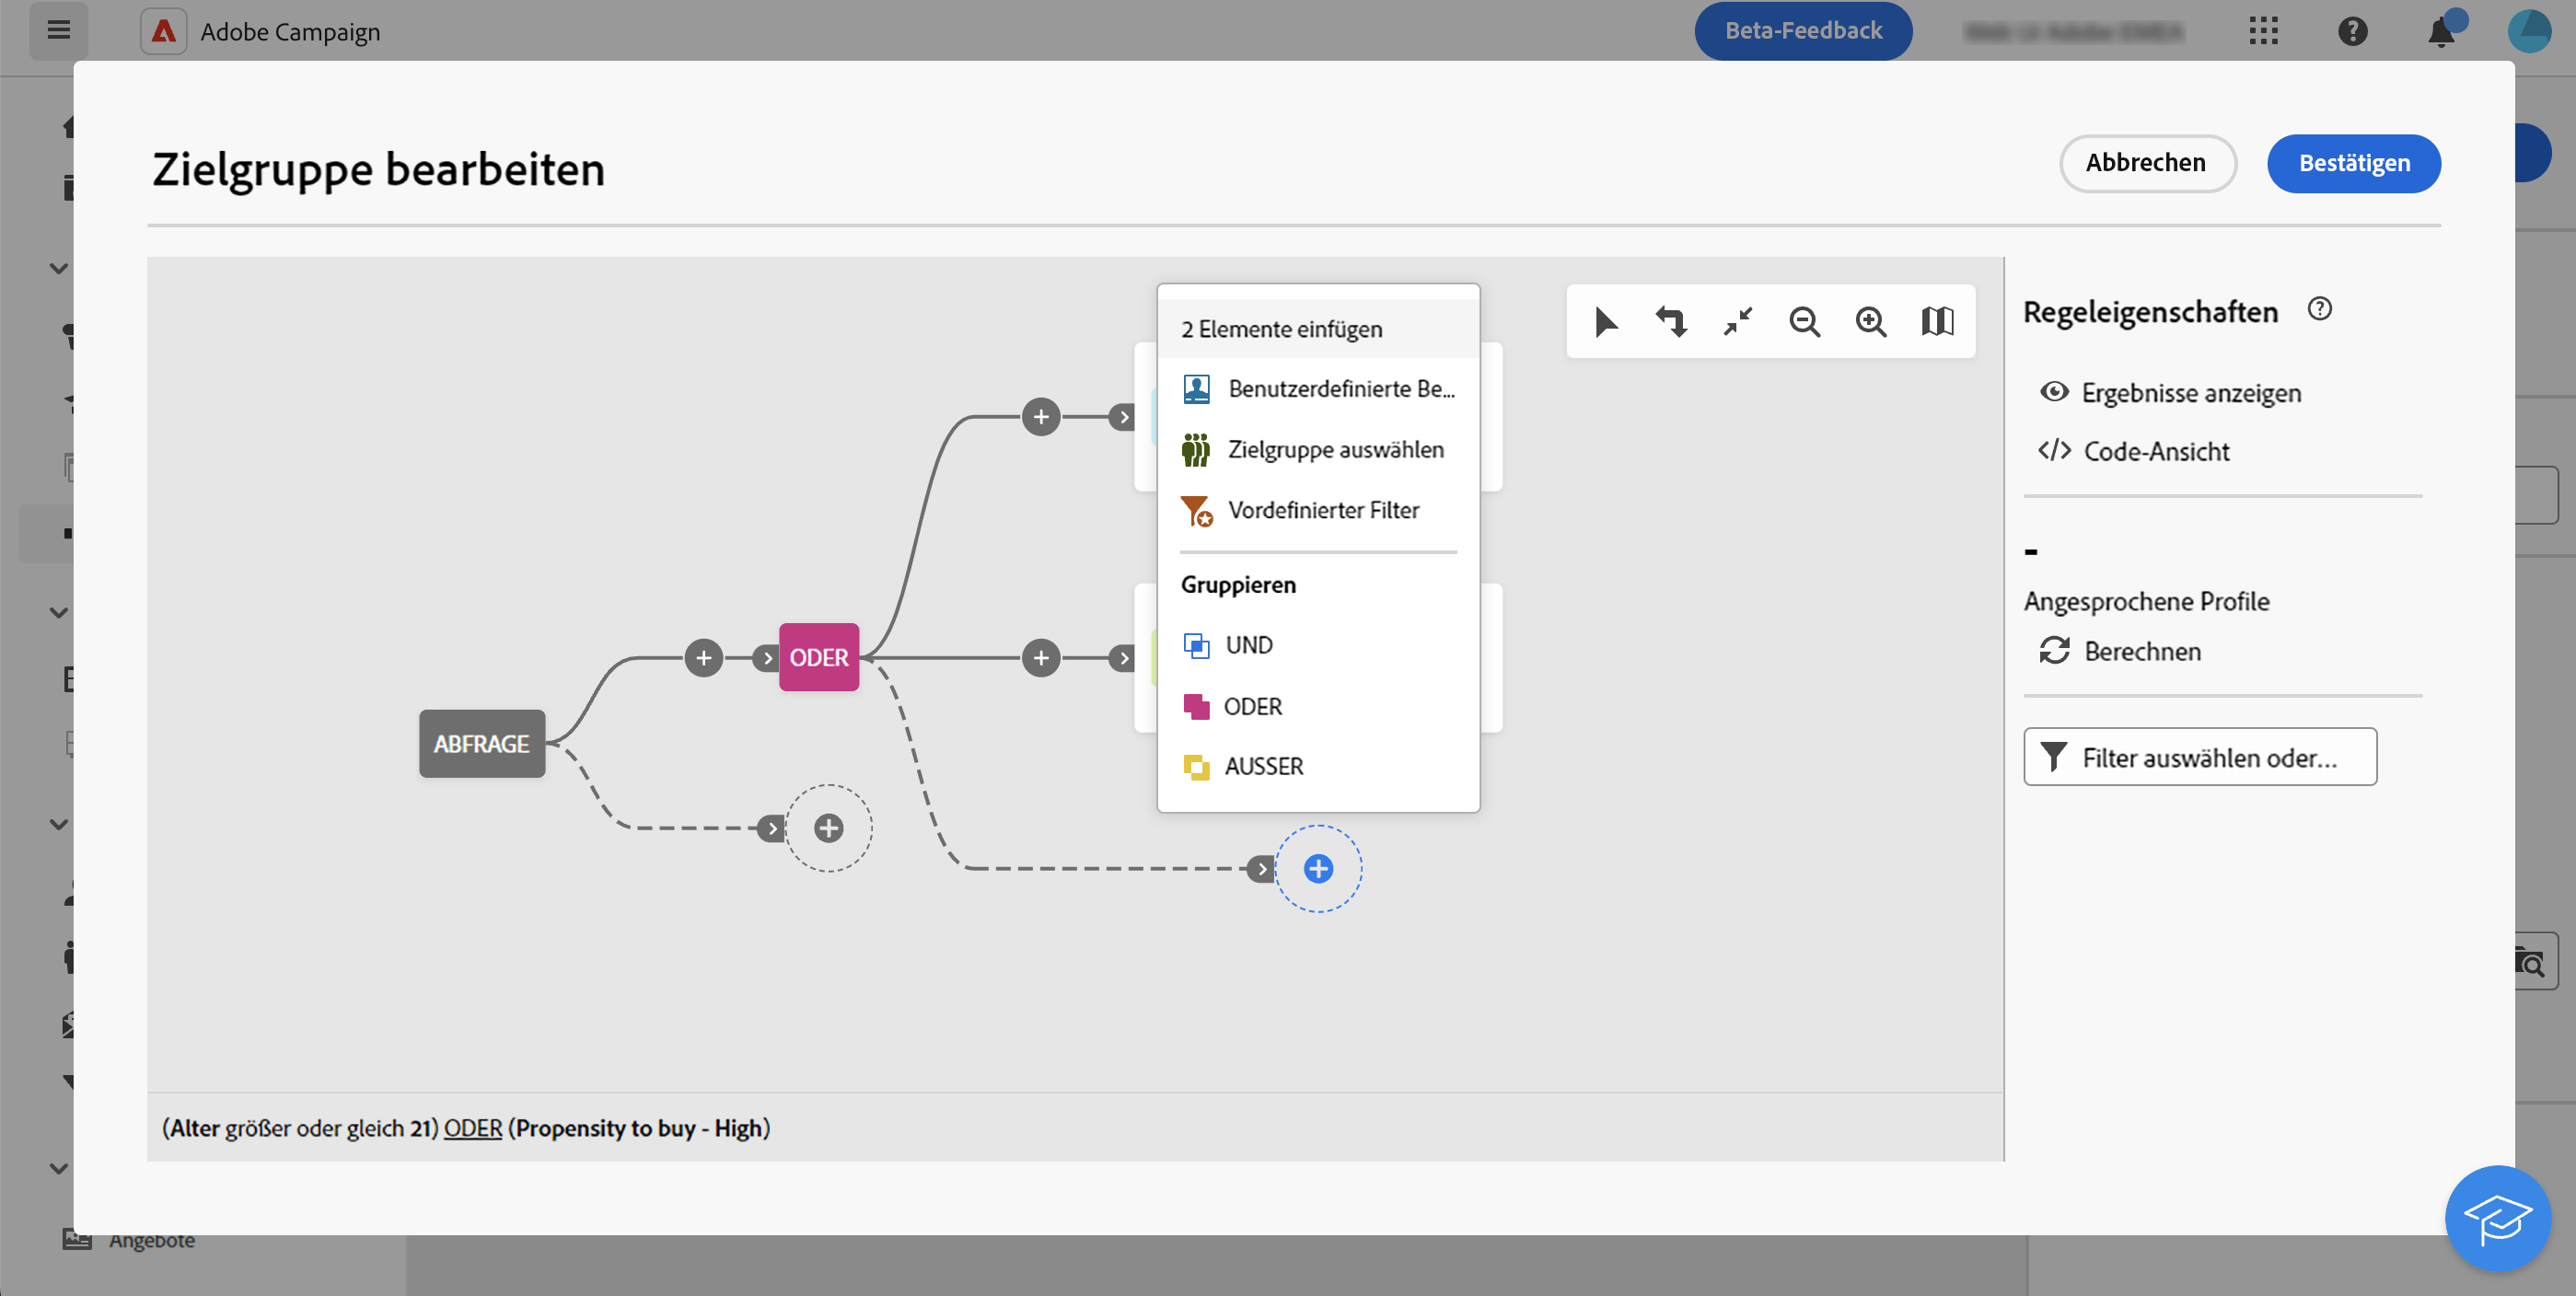 Adobe Campaign
Beta-Feedback
Zielgruppe bearbeiten
Abbrechen
Bestätigen
2 Elemente einfügen
Benutzerdefinierte Be...
Zielgruppe auswählen
Vordefinierter Filter
Gruppieren
UND
ODER
AUSSER
ODER
ABFRAGE
Regeleigenschaften
Ergebnisse anzeigen
Code-Ansicht
-
Angesprochene Profile
Berechnen
Filter auswählen oder...
(Alter größer oder gleich 21) ODER (Propensity to buy - High)
Angebote